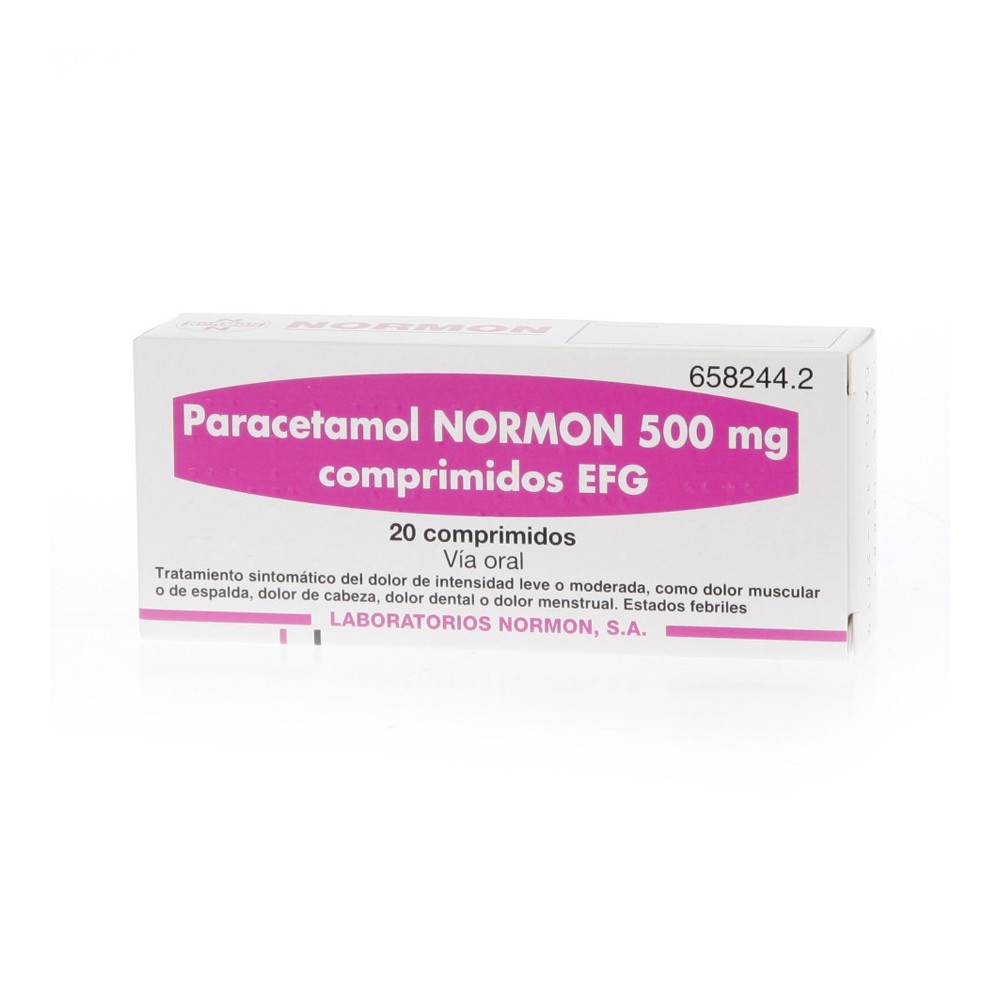 NORMON
658244.2
Paracetamol NORMON 500 mg
comprimidos EFG
20 comprimidos
Vía oral
Tratamiento sintomático del dolor de intensidad leve o moderada, como dolor muscular
o de espalda, dolor de cabeza, dolor dental o dolor menstrual. Estados febriles
LABORATORIOS NORMON, S.A.